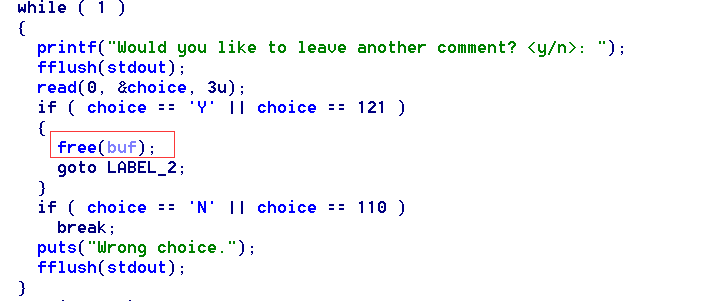 while ( 1 )
{
printf("Would you like to leave another comment? <y/n>: ");
fflush(stdout);
read(0, &choice, 3u);
if ( choice == 'Y' || choice == 121 )
{
free(buf);
goto LABEL_2;
}
if ( choice == 'N' || choice == 110 )
break;
puts("Wrong choice.");
fflush(stdout);
}